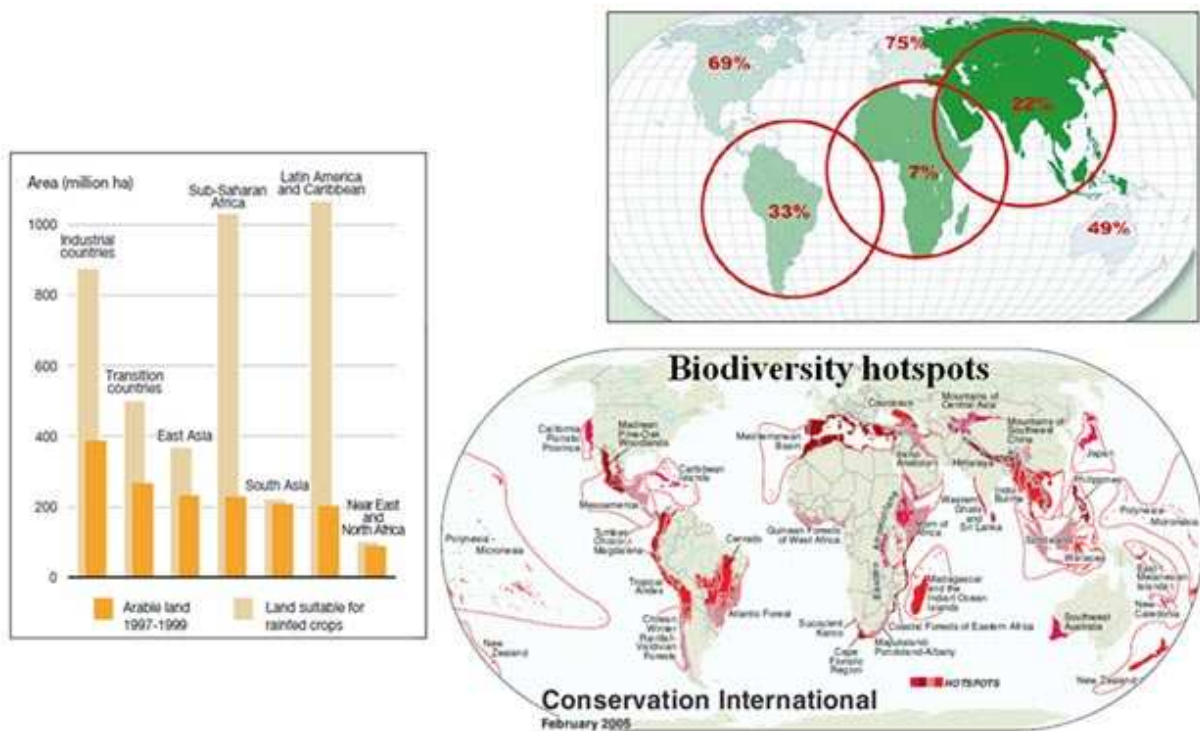 Area (million ha)
1000
800
600
400
200
0
Industrial
countries
Transition
countries
East Asia
Sub-Saharan
Africa
South Asia
Latin America
and Caribbean
Near East
and
North Africa
Arable land
1997-1999
Land suitable for
rainfed crops
69%
75%
22%
7%
33%
49%
Biodiversity hotspots
California
Floristic
Province
Madrean
Pine-Oak
Woodlands
Caribbean
Islands
Mesoamerica
Polynesia -
Micronesia
Tumbes-
Chocó-
Magdalena
Cerrado
Tropical
Andes
Atlantic Forest
Chilean
Winter
Rainfall-
Valdivian
Forests
New
Zealand
Mediterranean
Basin
Caucasus
Irano-
Anatolian
Mountains of
Central Asia
Mountains of
Southwest
China
Himalaya
Japan
Philippines
Indo-
Burma
Western
Ghats
and
Sri Lanka
Horn of
Africa
Guinean Forests
of West Africa
Eastern Afromontane
Sundaland
Wallacea
Polynesia -
Micronesia
East
Melanesian
Islands
New
Caledonia
Madagascar
and the
Indian Ocean
Islands
Coastal Forests of Eastern Africa
Succulent
Karoo
Maputaland-
Pondoland-Albany
Cape
Floristic
Region
Southwest
Australia
New Zealand
HOTSPOTS
Conservation International
February 2005